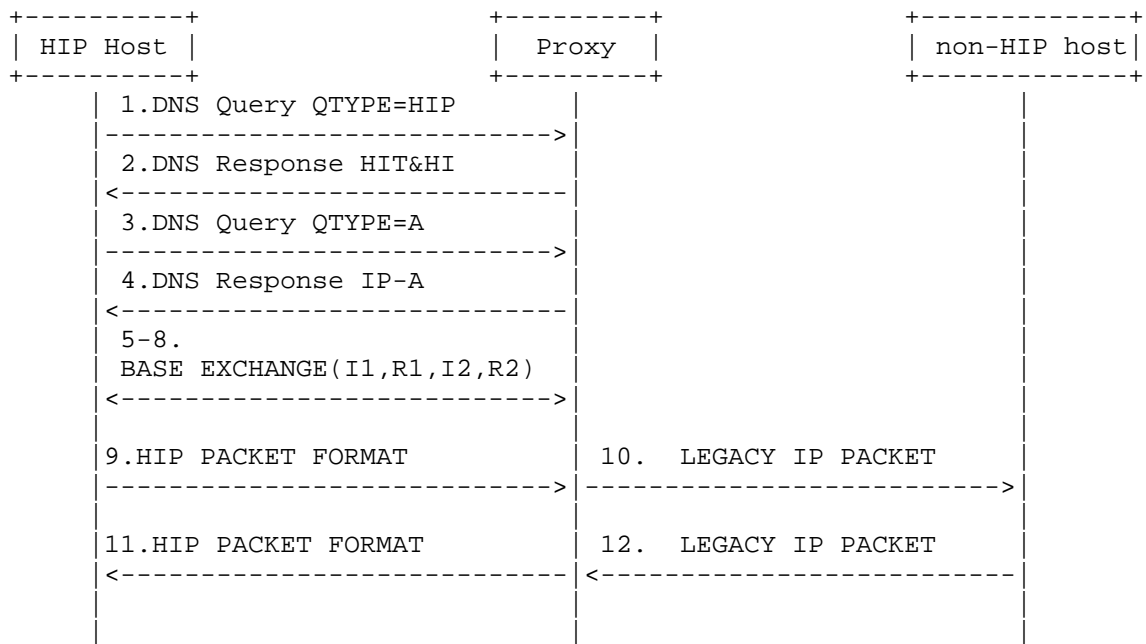 HIP Host Proxy non-HIP host
1.DNS Query QTYPE=HIP
2.DNS Response HIT&HI
3.DNS Query QTYPE=A
4.DNS Response IP-A
5-8.
BASE EXCHANGE(I1,R1,I2,R2)
9.HIP PACKET FORMAT 10. LEGACY IP PACKET
11.HIP PACKET FORMAT 12. LEGACY IP PACKET